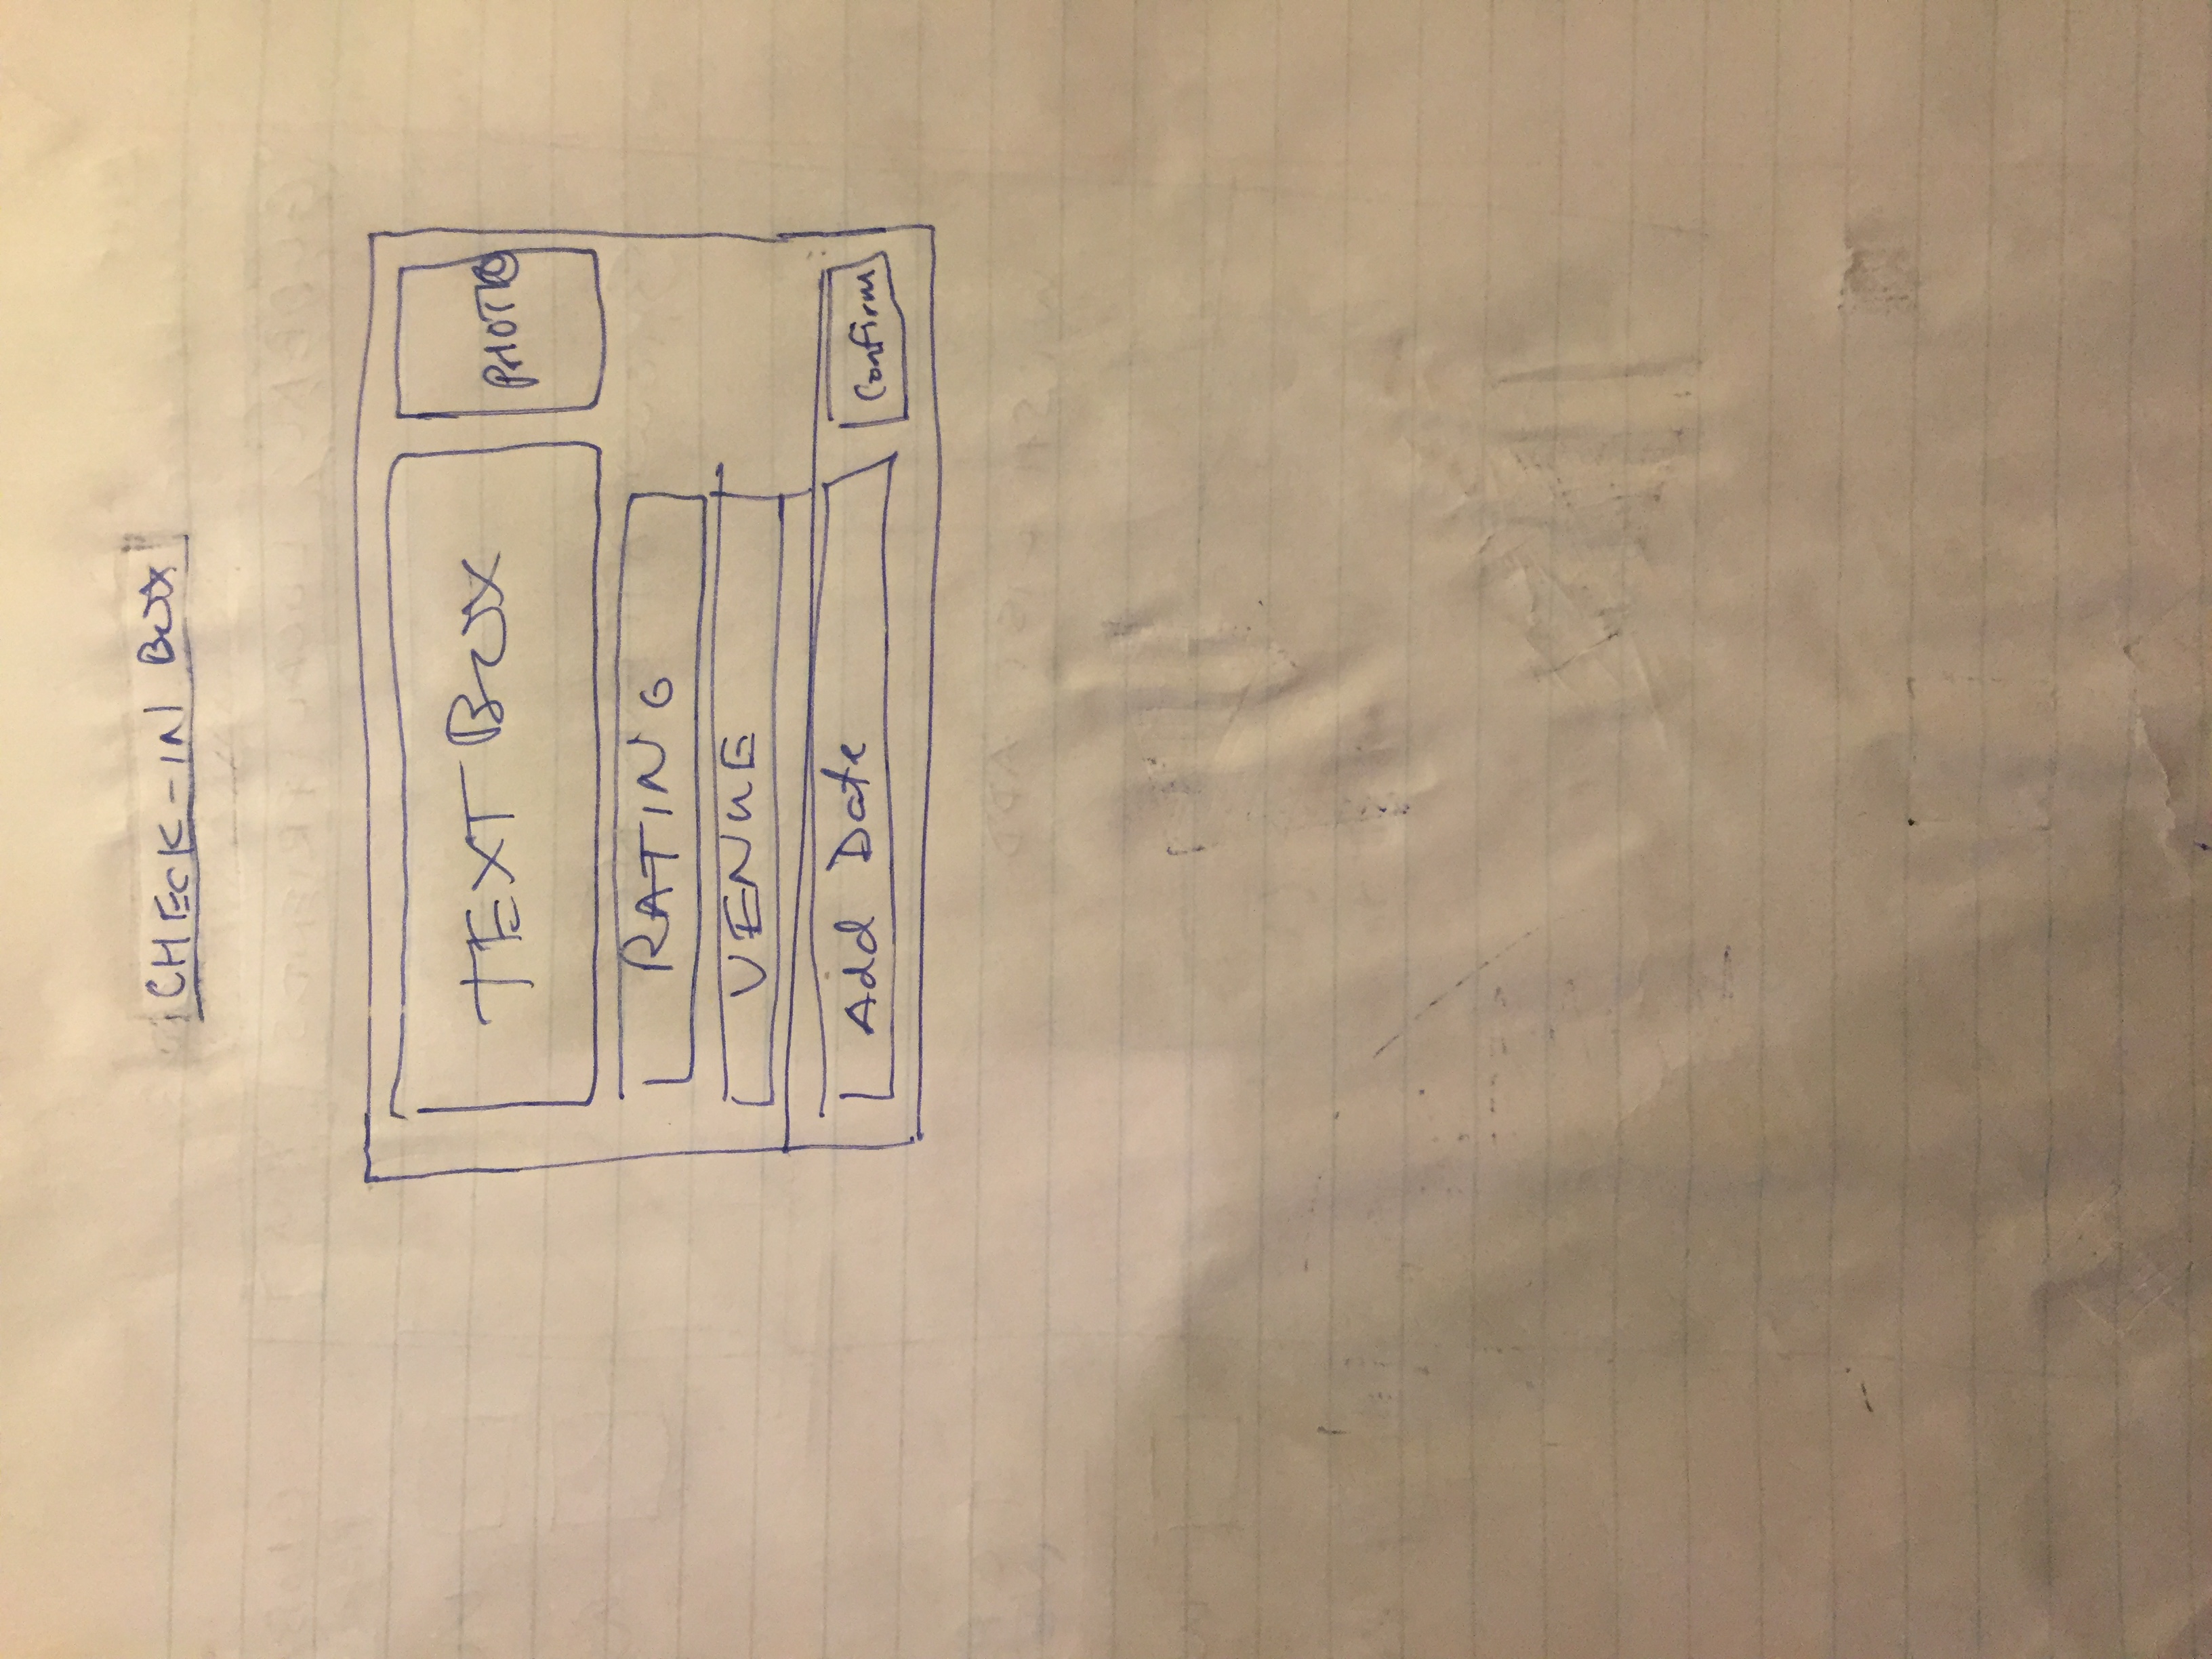 CHECK-IN BOX
TEXT BOX
PHOTO
RATING
VENUE
Add Date
Confirm